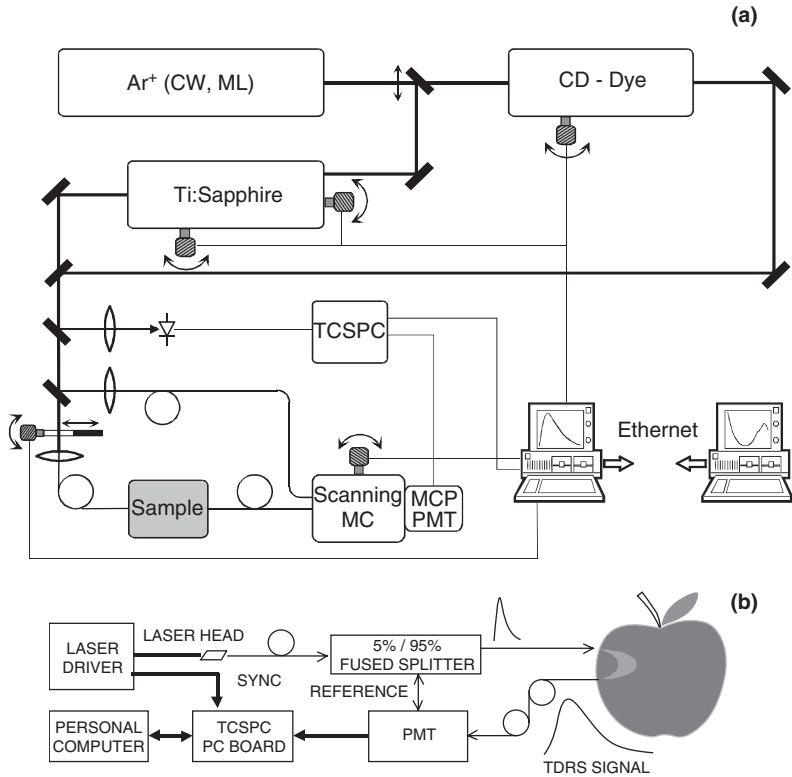 (a)
Ar+ (CW, ML)
CD - Dye
Ti:Sapphire
TCSPC
Ethernet
Sample
Scanning
MC
MCP
PMT
(b)
LASER
DRIVER
LASER HEAD
SYNC
5% / 95%
FUSED SPLITTER
REFERENCE
PERSONAL
COMPUTER
TCSPC
PC BOARD
PMT
TDRS SIGNAL